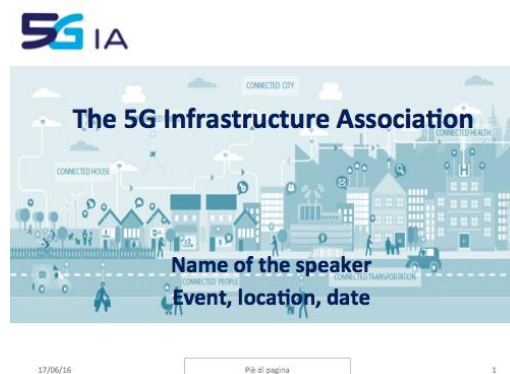 5G IA
CONNECTED CITY
The 5G Infrastructure Association
CONNECTED HEALTH
CONNECTED HOUSE
H
Name of the speaker
CONNECTED PEOPLE
CONNECTED TRANSPORTATION
Event, location, date
17/06/16
Piè di pagina
1